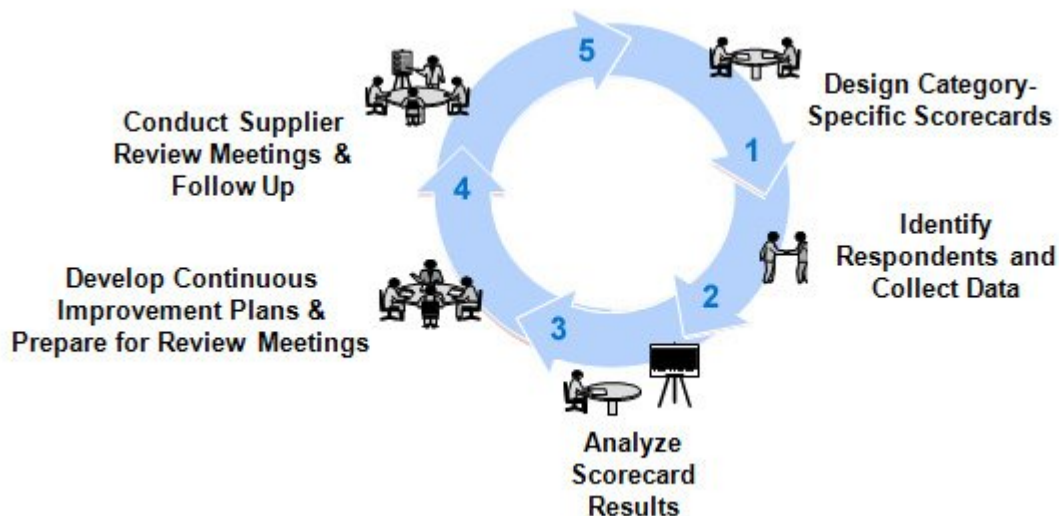 1
Design Category-
Specific Scorecards
2
Identify
Respondents and
Collect Data
3
Analyze
Scorecard
Results
4
Develop Continuous
Improvement Plans &
Prepare for Review Meetings
5
Conduct Supplier
Review Meetings &
Follow Up